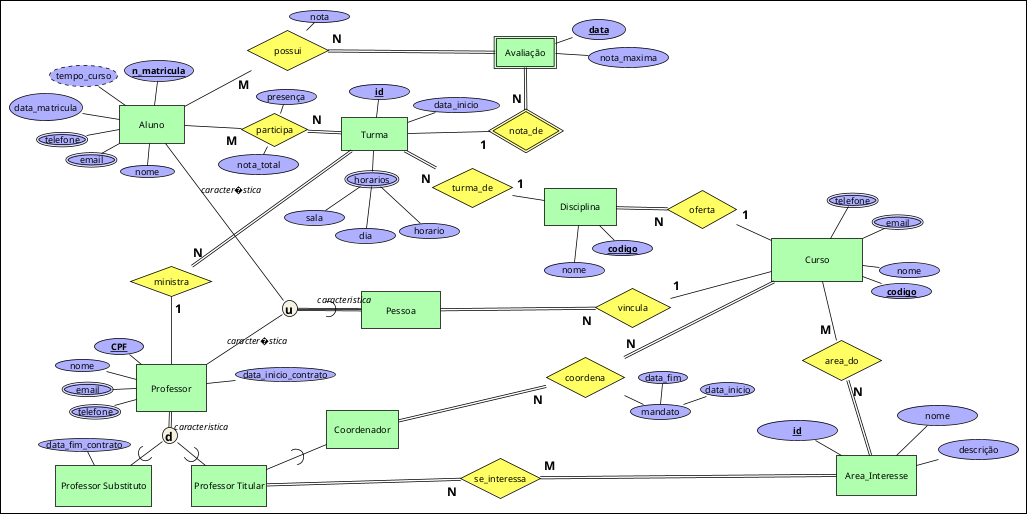 nota
N
data
possui
Avaliação
nota_maxima
tempo_curso
n_matricula
M
presença
id
data_inicio
N
data_matricula
Aluno
N
participa
Turma
nota_de
telefone
M
1
email
nota_total
nome
horarios
N
turma_de
1
caracter�stica
Disciplina
oferta
1
telefone
sala
N
email
dia
horario
codigo
N
nome
Curso
nome
ministra
1
codigo
caracteristica
u
Pessoa
1
vincula
N
caracter�stica
CPF
N
M
nome
area_do
Professor
data_inicio_contrato
coordena
data_fim
email
data_inicio
N
N
telefone
mandato
nome
caracteristica
d
Coordenador
id
data_fim_contrato
descrição
M
Professor Substituto
Professor Titular
se_interessa
Area_Interesse
N